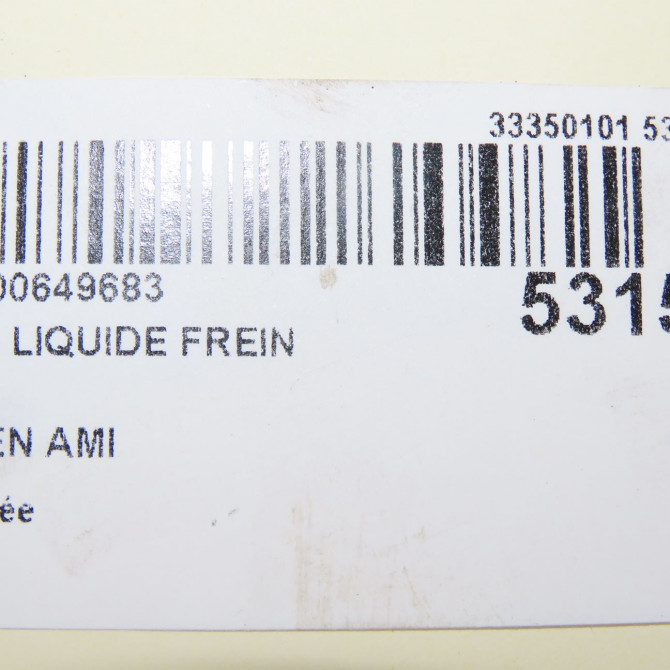 33350101 53
00649683
5315
LIQUIDE FREIN
EN AMI
ée